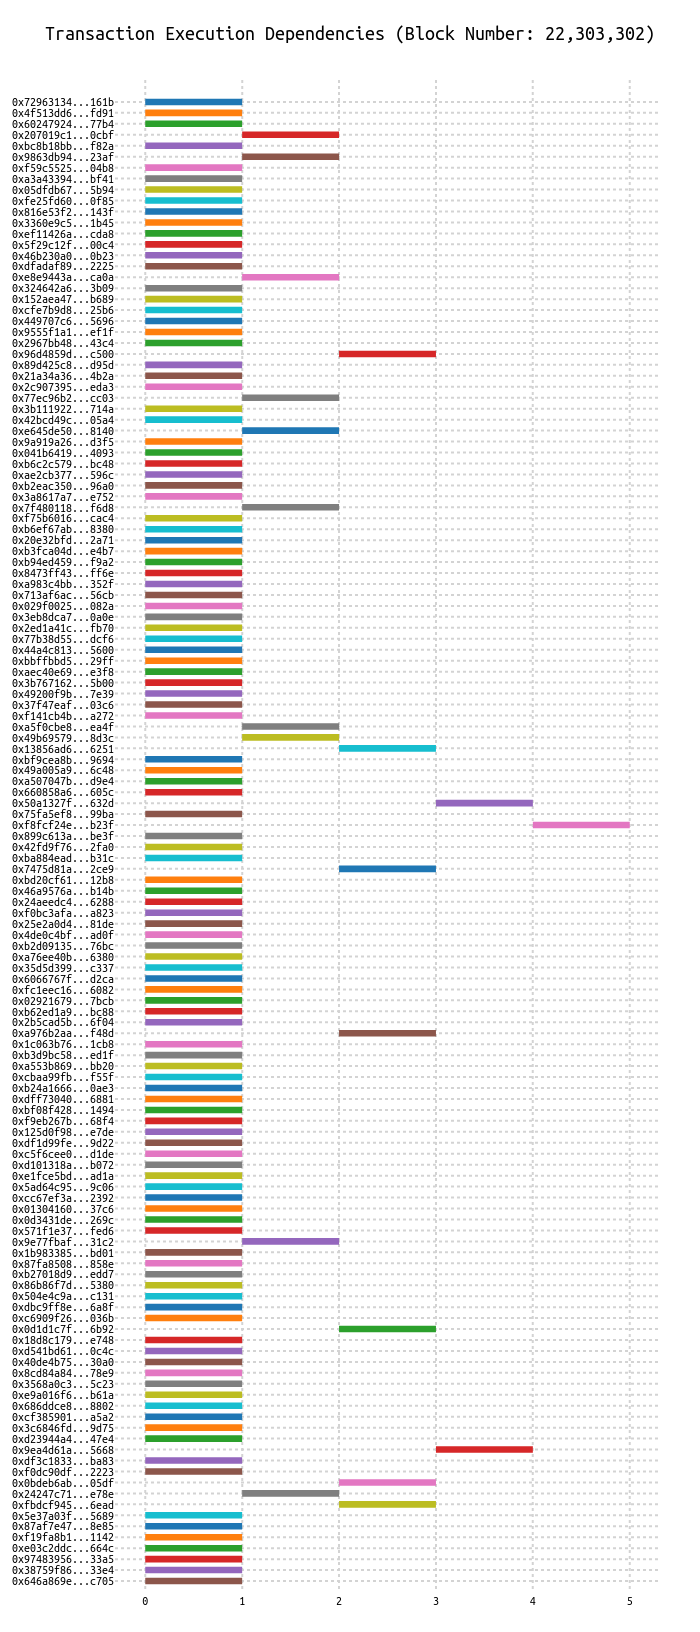 Transaction Execution Dependencies (Block Number: 22,303,302)
0x72963134...161b
0x4f513dd6...fd91
0x60247924...77b4
0x207019c1...0cbf
0xbc8b18bb...f82a
0x9863db94...23af
0xf59c5525...04b8
0xa3a43394...bf41
0x05dfdb67...5b94
0xfe25fd60...0f85
0x816e53f2...143f
0x3360e9c5...1b45
0xef11426a...cda8
0x5f29c12f...00c4
0x46b230a0...0b23
0xdfadaf89...2225
0xe8e9443a...ca0a
0x324642a6...3b09
0x152aea47...b689
0xcfe7b9d8...25b6
0x449707c6...5696
0x9555f1a1...ef1f
0x2967bb48...43c4
0x96d4859d...c500
0x89d425c8...d95d
0x21a34a36...4b2a
0x2c907395...eda3
0x77ec96b2...cc03
0x3b111922...714a
0x42bcd49c...05a4
0xe645de50...8140
0x9a919a26...d3f5
0x041b6419...4093
0xb6c2c579...bc48
0xae2cb377...596c
0xb2eac350...96a0
0x3a8617a7...e752
0x7f480118...f6d8
0xf75b6016...cac4
0xb6ef67ab...8380
0x20e32bfd...2a71
0xb3fca04d...e4b7
0xb94ed459...f9a2
0x8473ff43...ff6e
0xa983c4bb...352f
0x713af6ac...56cb
0x029f0025...082a
0x3eb8dca7...0a0e
0x2ed1a41c...fb70
0x77b38d55...dcf6
0x44a4c813...5600
0xbbffbbd5...29ff
0xaec40e69...e3f8
0x3b767162...5b00
0x49200f9b...7e39
0x37f47eaf...03c6
0xf141cb4b...a272
0xa5f0cbe8...ea4f
0x49b69579...8d3c
0x13856ad6...6251
0xbf9cea8b...9694
0x49a005a9...6c48
0xa507047b...d9e4
0x660858a6...605c
0x50a1327f...632d
0x75fa5ef8...99ba
0xf8fcf24e...b23f
0x899c613a...be3f
0x42fd9f76...2fa0
0xba884ead...b31c
0x7475d81a...2ce9
0xbd20cf61...12b8
0x46a9576a...b14b
0x24aeedc4...6288
0xf0bc3afa...a823
0x25e2a0d4...81de
0x4de0c4bf...ad0f
0xb2d09135...76bc
0xa76ee40b...6380
0x35d5d399...c337
0x6066767f...d2ca
0xfc1eec16...6082
0x02921679...7bcb
0xb62ed1a9...bc88
0x2b5cad5b...6f04
0xa976b2aa...f48d
0x1c063b76...1cb8
0xb3d9bc58...ed1f
0xa553b869...bb20
0xcbaa99fb...f55f
0xb24a1666...0ae3
0xdff73040...6881
0xbf08f428...1494
0xf9eb267b...68f4
0x125d0f98...e7de
0xdf1d99fe...9d22
0xc5f6cee0...d1de
0xd101318a...b072
0xe1fce5bd...ad1a
0x5ad64c95...9c06
0xcc67ef3a...2392
0x01304160...37c6
0x0d3431de...269c
0x571f1e37...fed6
0x9e77fbaf...31c2
0x1b983385...bd01
0x87fa8508...858e
0xb27018d9...edd7
0x86b86f7d...5380
0x504e4c9a...c131
0xdbc9ff8e...6a8f
0xc6909f26...036b
0x0d1d1c7f...6b92
0x18d8c179...e748
0xd541bd61...0c4c
0x40de4b75...30a0
0x8cd84a84...78e9
0x3568a0c3...5c23
0xe9a016f6...b61a
0x686ddce8...8802
0xcf385901...a5a2
0x3c6846fd...9d75
0xd23944a4...47e4
0x9ea4d61a...5668
0xdf3c1833...ba83
0xf0dc90df...2223
0x0bdeb6ab...05df
0x24247c71...e78e
0xfbdcf945...6ead
0x5e37a03f...5689
0x87af7e47...8e85
0xf19fa8b1...1142
0xe03c2ddc...664c
0x97483956...33a5
0x38759f86...33e4
0x646a869e...c705
0 1 2 3 4 5